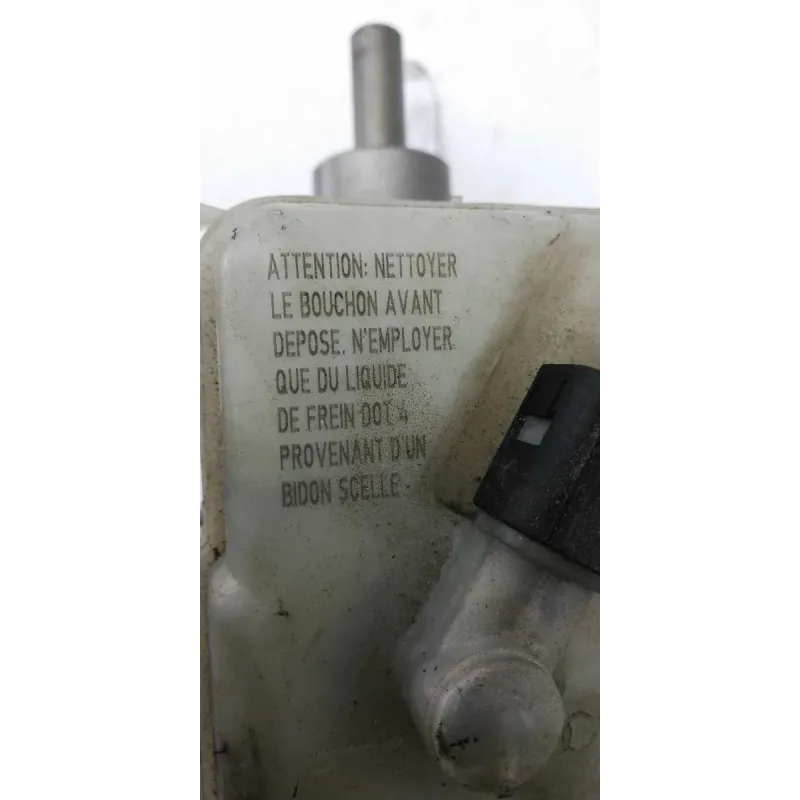 ATTENTION: NETTOYER
LE BOUCHON AVANT
DEPOSE. N'EMPLOYER
QUE DU LIQUIDE
DE FREIN DOT 4
PROVENANT D'UN
BIDON SCELLE -